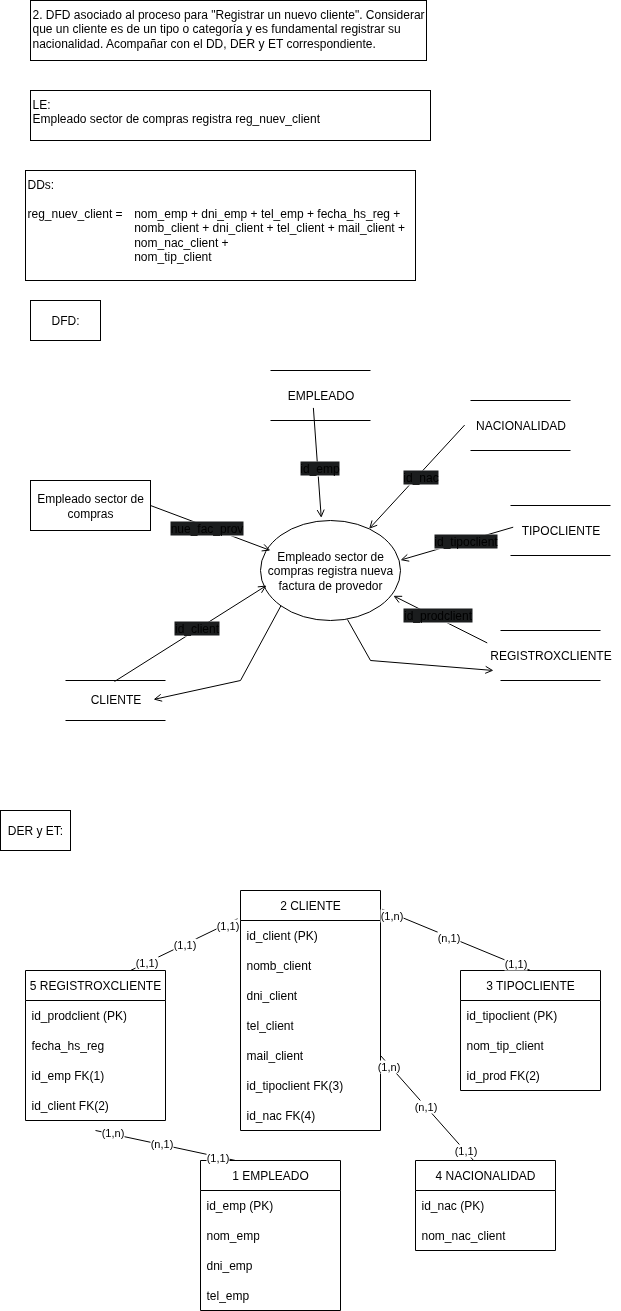 2. DFD asociado al proceso para "Registrar un nuevo cliente". Considerar
que un cliente es de un tipo o categoría y es fundamental registrar su
nacionalidad. Acompañar con el DD, DER y ET correspondiente.
LE:
Empleado sector de compras registra reg_nuev_client
DDs:
reg_nuev_client = nom_emp + dni_emp + tel_emp + fecha_hs_reg +
nomb_client + dni_client + tel_client + mail_client +
nom_nac_client +
nom_tip_client
DFD:
EMPLEADO
NACIONALIDAD
id_emp
id_nac
Empleado sector de
compras
nue_fac_prov
TIPOCLIENTE
id_tipoclient
Empleado sector de
compras registra nueva
factura de provedor
id_prodclient
id_client
REGISTROXCLIENTE
CLIENTE
DER y ET:
2 CLIENTE
id_client (PK)
nomb_client
dni_client
tel_client
mail_client
id_tipoclient FK(3)
id_nac FK(4)
(1,1)
(1,1)
(1,1)
(1,n)
(n,1)
(1,1)
5 REGISTROXCLIENTE
id_prodclient (PK)
fecha_hs_reg
id_emp FK(1)
id_client FK(2)
3 TIPOCLIENTE
id_tipoclient (PK)
nom_tip_client
id_prod FK(2)
(1,n)
(n,1)
(1,1)
(1,n)
(n,1)
(1,1)
1 EMPLEADO
id_emp (PK)
nom_emp
dni_emp
tel_emp
4 NACIONALIDAD
id_nac (PK)
nom_nac_client